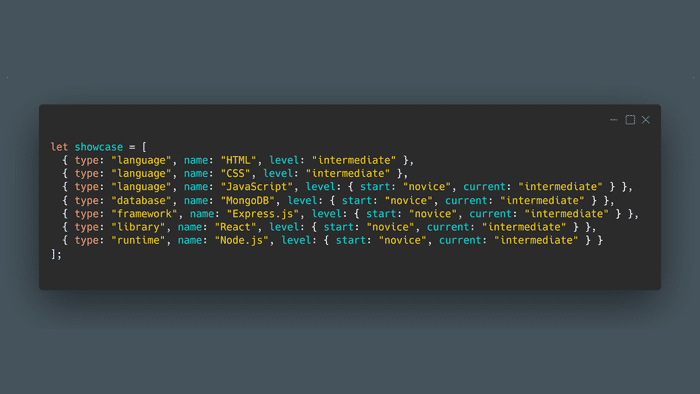 let showcase = [
  { type: "language", name: "HTML", level: "intermediate" },
  { type: "language", name: "CSS", level: "intermediate" },
  { type: "language", name: "JavaScript", level: { start: "novice", current: "intermediate" } },
  { type: "database", name: "MongoDB", level: { start: "novice", current: "intermediate" } },
  { type: "framework", name: "Express.js", level: { start: "novice", current: "intermediate" } },
  { type: "library", name: "React", level: { start: "novice", current: "intermediate" } },
  { type: "runtime", name: "Node.js", level: { start: "novice", current: "intermediate" } }
];